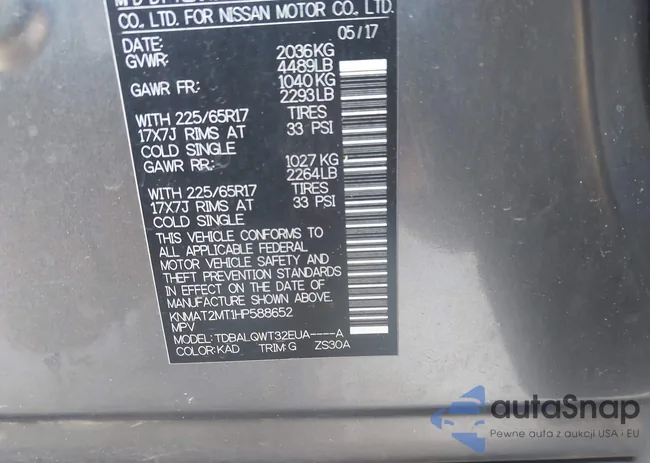 CO. LTD. FOR NISSAN MOTOR CO. LTD.
DATE: 05/17
GVWR: 2036KG
4489LB
GAWR FR: 1040KG
2293LB
WITH 225/65R17 TIRES
17X7J RIMS AT 33 PSI
COLD SINGLE
GAWR RR: 1027 KG
2264LB
WITH 225/65R17 TIRES
17X7J RIMS AT 33 PSI
COLD SINGLE
THIS VEHICLE CONFORMS TO
ALL APPLICABLE FEDERAL
MOTOR VEHICLE SAFETY AND
THEFT PREVENTION STANDARDS
IN EFFECT ON THE DATE OF
MANUFACTURE SHOWN ABOVE.
KNMAT2MT1HP588652
MPV
MODEL: TDBALQWT32EUA----A
COLOR: KAD TRIM: G ZS30A
autaSnap
Pewne auta z aukcji USA i EU